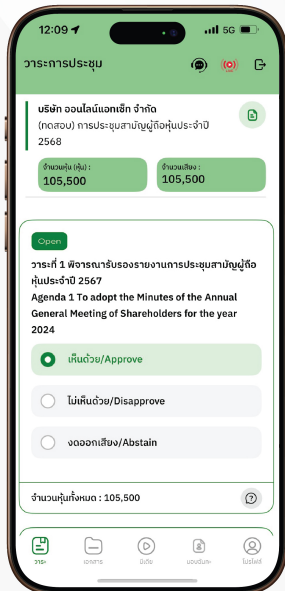 12:09
5G
วาระการประชุม
บริษัท ออนไลน์แอทเซ็ท จำกัด
(ทดสอบ) การประชุมสามัญผู้ถือหุ้นประจำปี
2568
จำนวนหุ้น (หุ้น) :
105,500
จำนวนเสียง :
105,500
Open
วาระที่ 1 พิจารณารับรองรายงานการประชุมสามัญผู้ถือ
หุ้นประจำปี 2567
Agenda 1 To adopt the Minutes of the Annual
General Meeting of Shareholders for the year
2024
เห็นด้วย/Approve
ไม่เห็นด้วย/Disapprove
งดออกเสียง/Abstain
จำนวนหุ้นทั้งหมด : 105,500
วาระ
เอกสาร
มีเดีย
มอบฉันทะ
โปรไฟล์